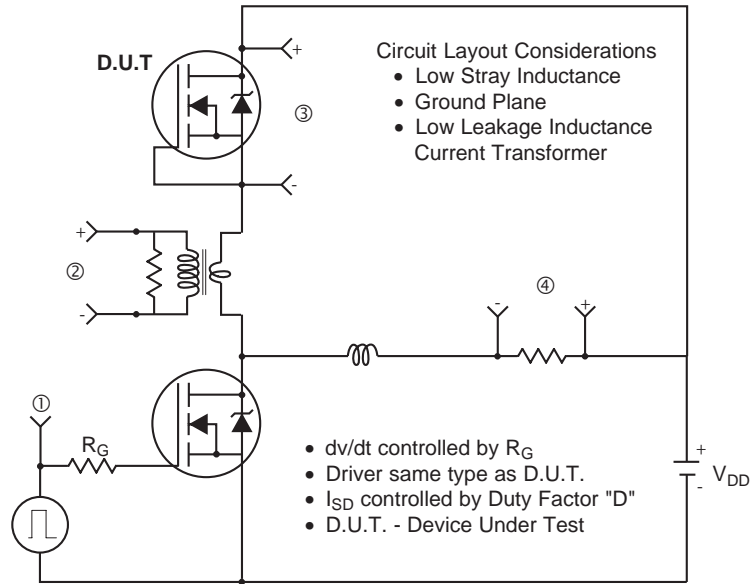 D.U.T
+
Circuit Layout Considerations
• Low Stray Inductance
• Ground Plane
• Low Leakage Inductance
Current Transformer
③
-
+
②
-
④
- +
①
R_G
• dv/dt controlled by R_G
• Driver same type as D.U.T.
• I_SD controlled by Duty Factor "D"
• D.U.T. - Device Under Test
+
V_DD
-